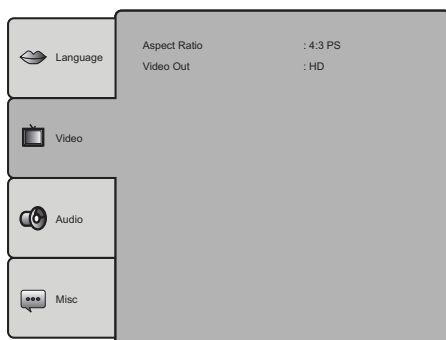 Language
Aspect Ratio : 4:3 PS
Video Out : HD
Video
Audio
Misc